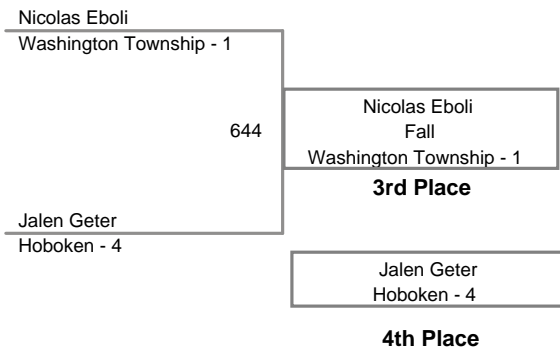 Nicolas Eboli
Washington Township - 1
644
Nicolas Eboli
Fall
Washington Township - 1
3rd Place
Jalen Geter
Hoboken - 4
Jalen Geter
Hoboken - 4
4th Place